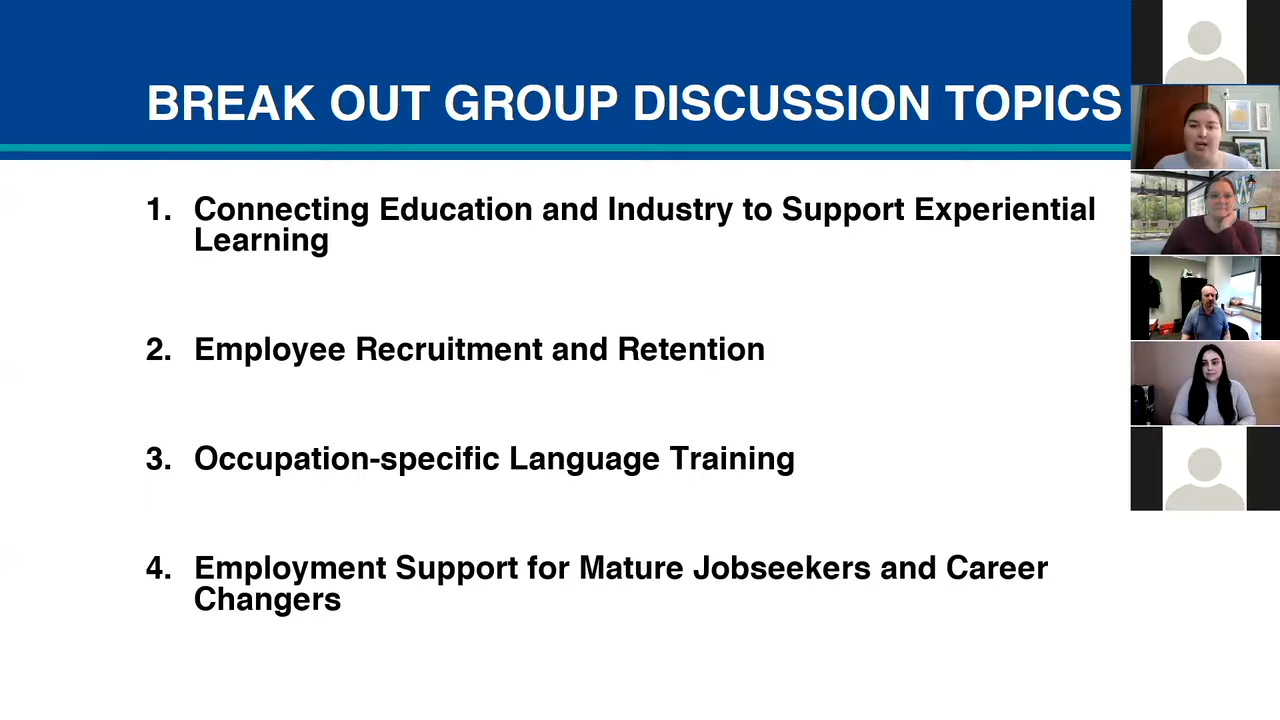 BREAK OUT GROUP DISCUSSION TOPICS
1. Connecting Education and Industry to Support Experiential
Learning
2. Employee Recruitment and Retention
3. Occupation-specific Language Training
4. Employment Support for Mature Jobseekers and Career
Changers